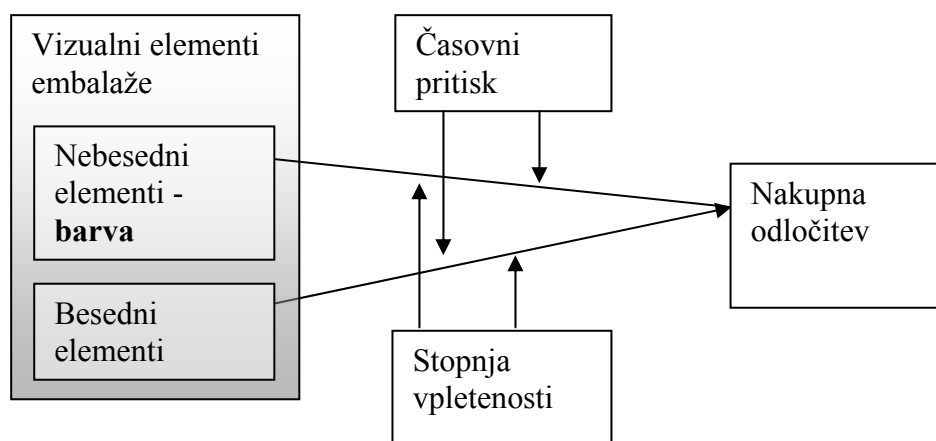 Vizualni elementi
embalaže
Nebesedni
elementi -
barva
Besedni
elementi
Časovni
pritisk
Stopnja
vpletenosti
Nakupna
odločitev